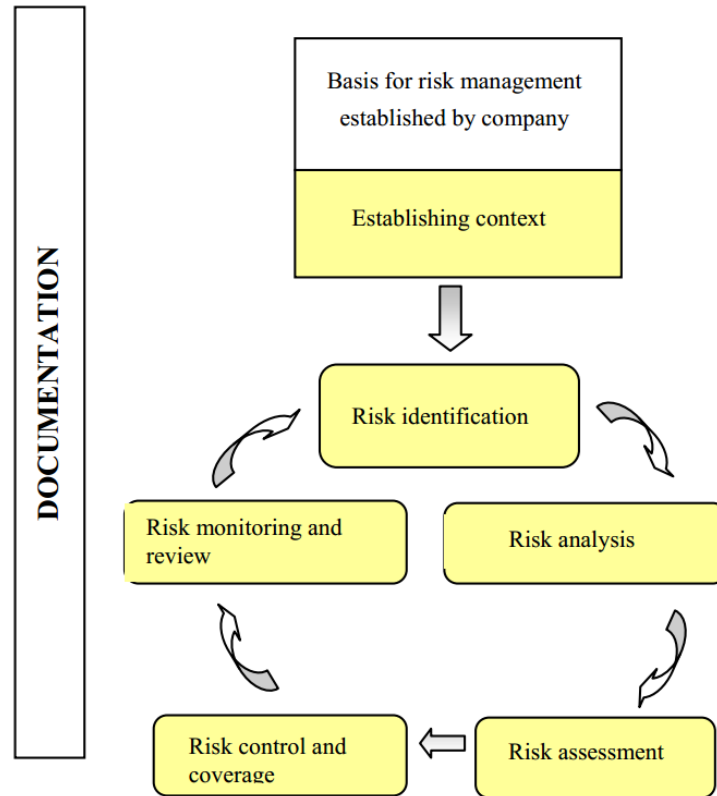 DOCUMENTATION
Basis for risk management
established by company
Establishing context
Risk identification
Risk monitoring and
review
Risk analysis
Risk control and
coverage
Risk assessment